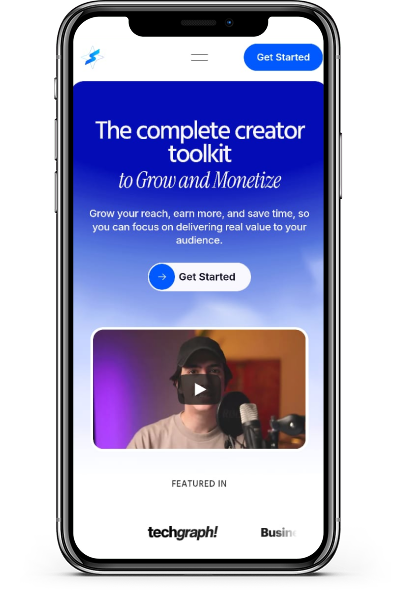 Get Started
The complete creator
toolkit
to Grow and Monetize
Grow your reach, earn more, and save time, so
you can focus on delivering real value to your
audience.
Get Started
FEATURED IN
techgraph!
Busin